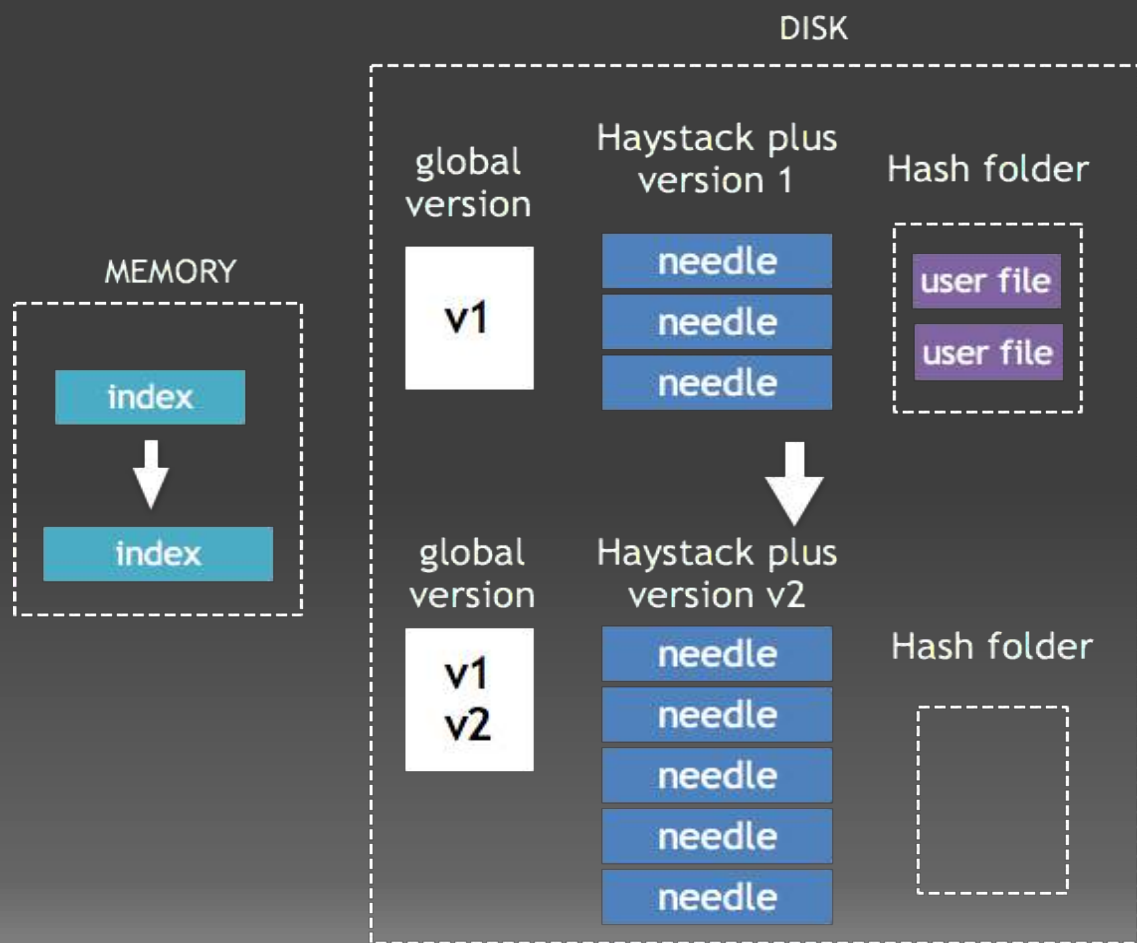 DISK
MEMORY
index
index
global
version
v1
Haystack plus
version 1
needle
needle
needle
Hash folder
user file
user file
global
version
v1
v2
Haystack plus
version v2
needle
needle
needle
needle
needle
Hash folder